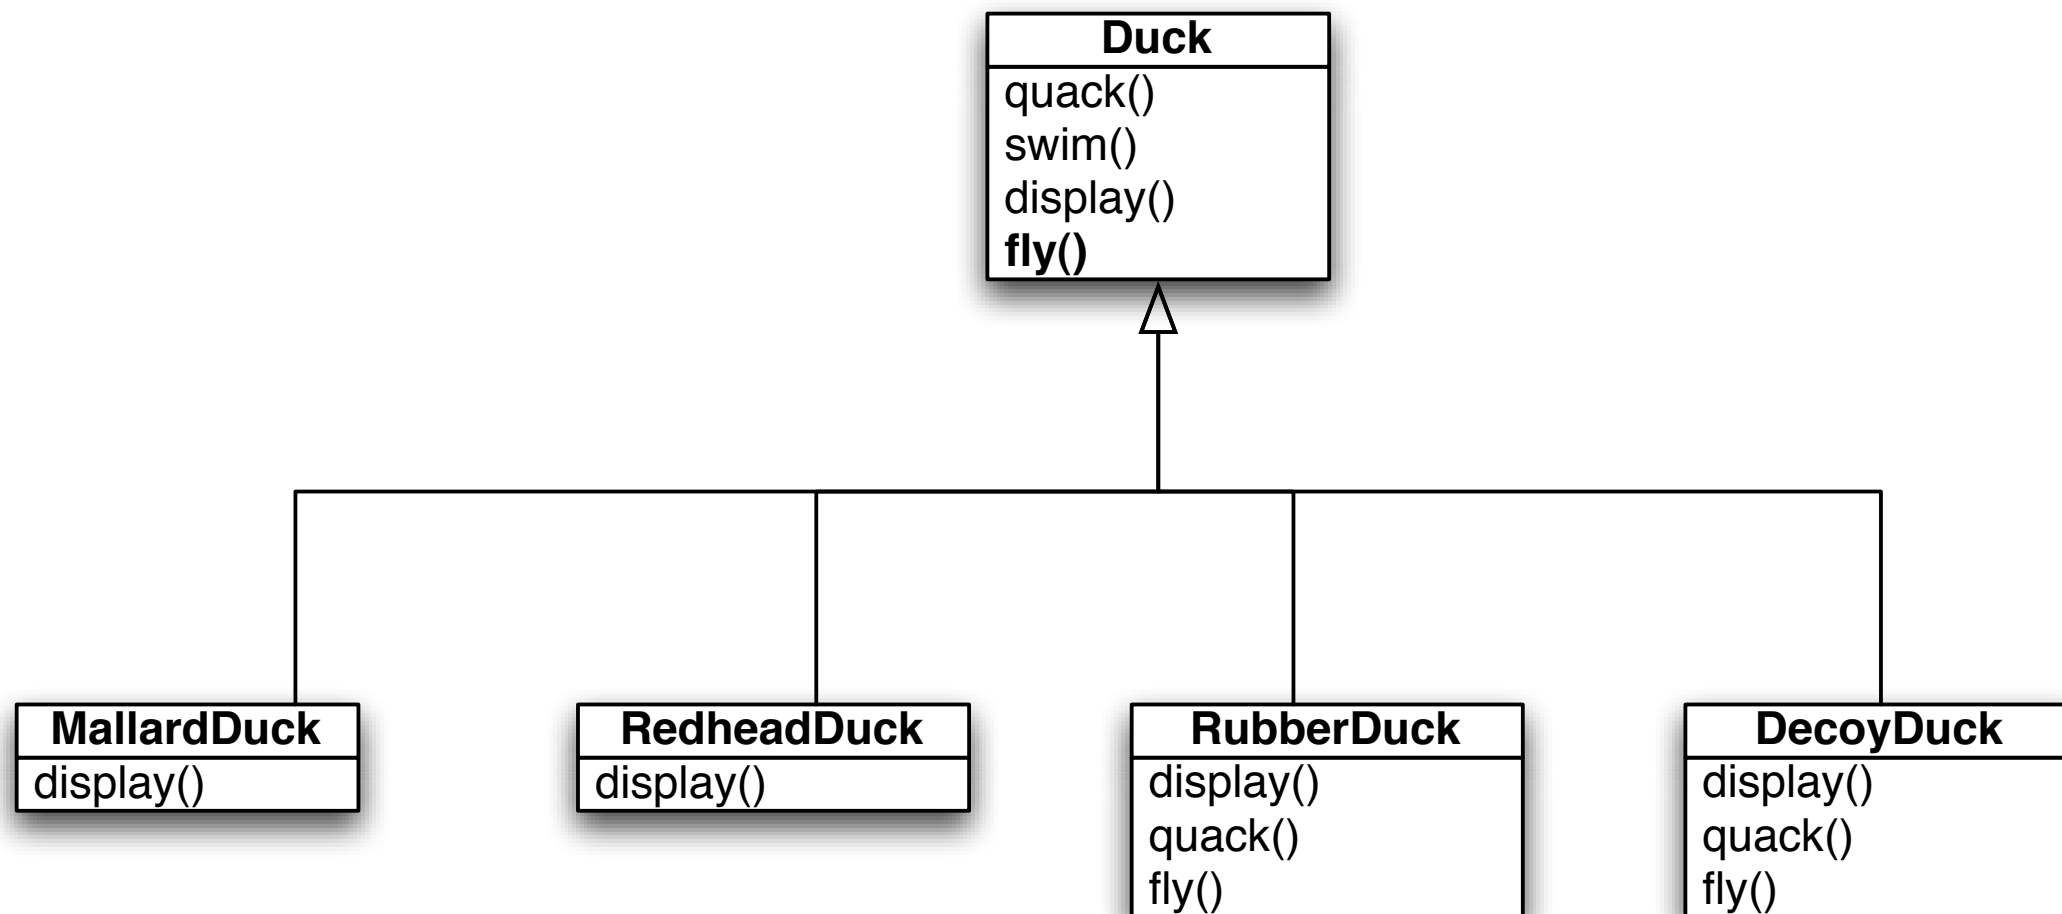 Duck
quack()
swim()
display()
fly()
MallardDuck
display()
RedheadDuck
display()
RubberDuck
display()
quack()
fly()
DecoyDuck
display()
quack()
fly()